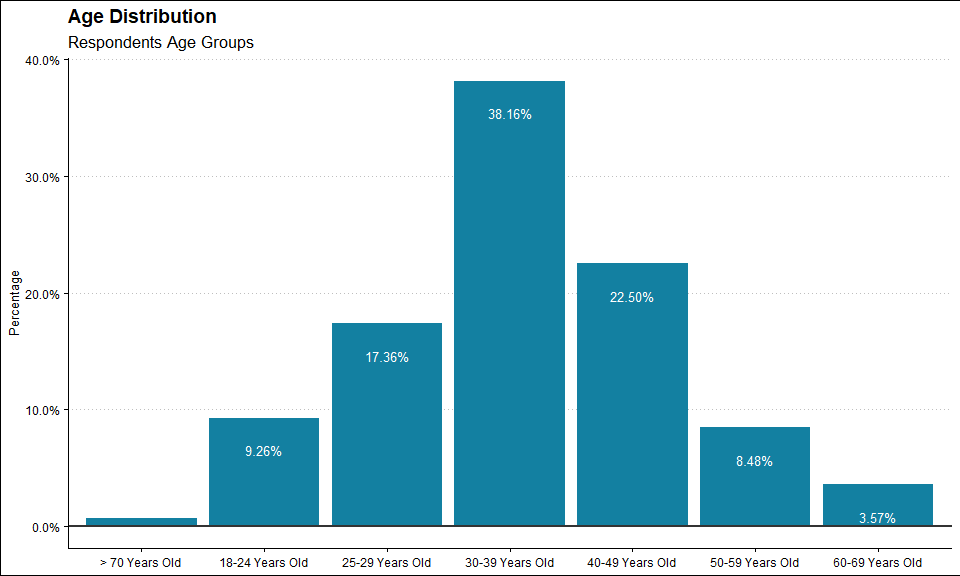 Age Distribution
Respondents Age Groups
Percentage
40.0%
30.0%
20.0%
10.0%
0.0%
9.26%
17.36%
38.16%
22.50%
8.48%
3.57%
> 70 Years Old
18-24 Years Old
25-29 Years Old
30-39 Years Old
40-49 Years Old
50-59 Years Old
60-69 Years Old